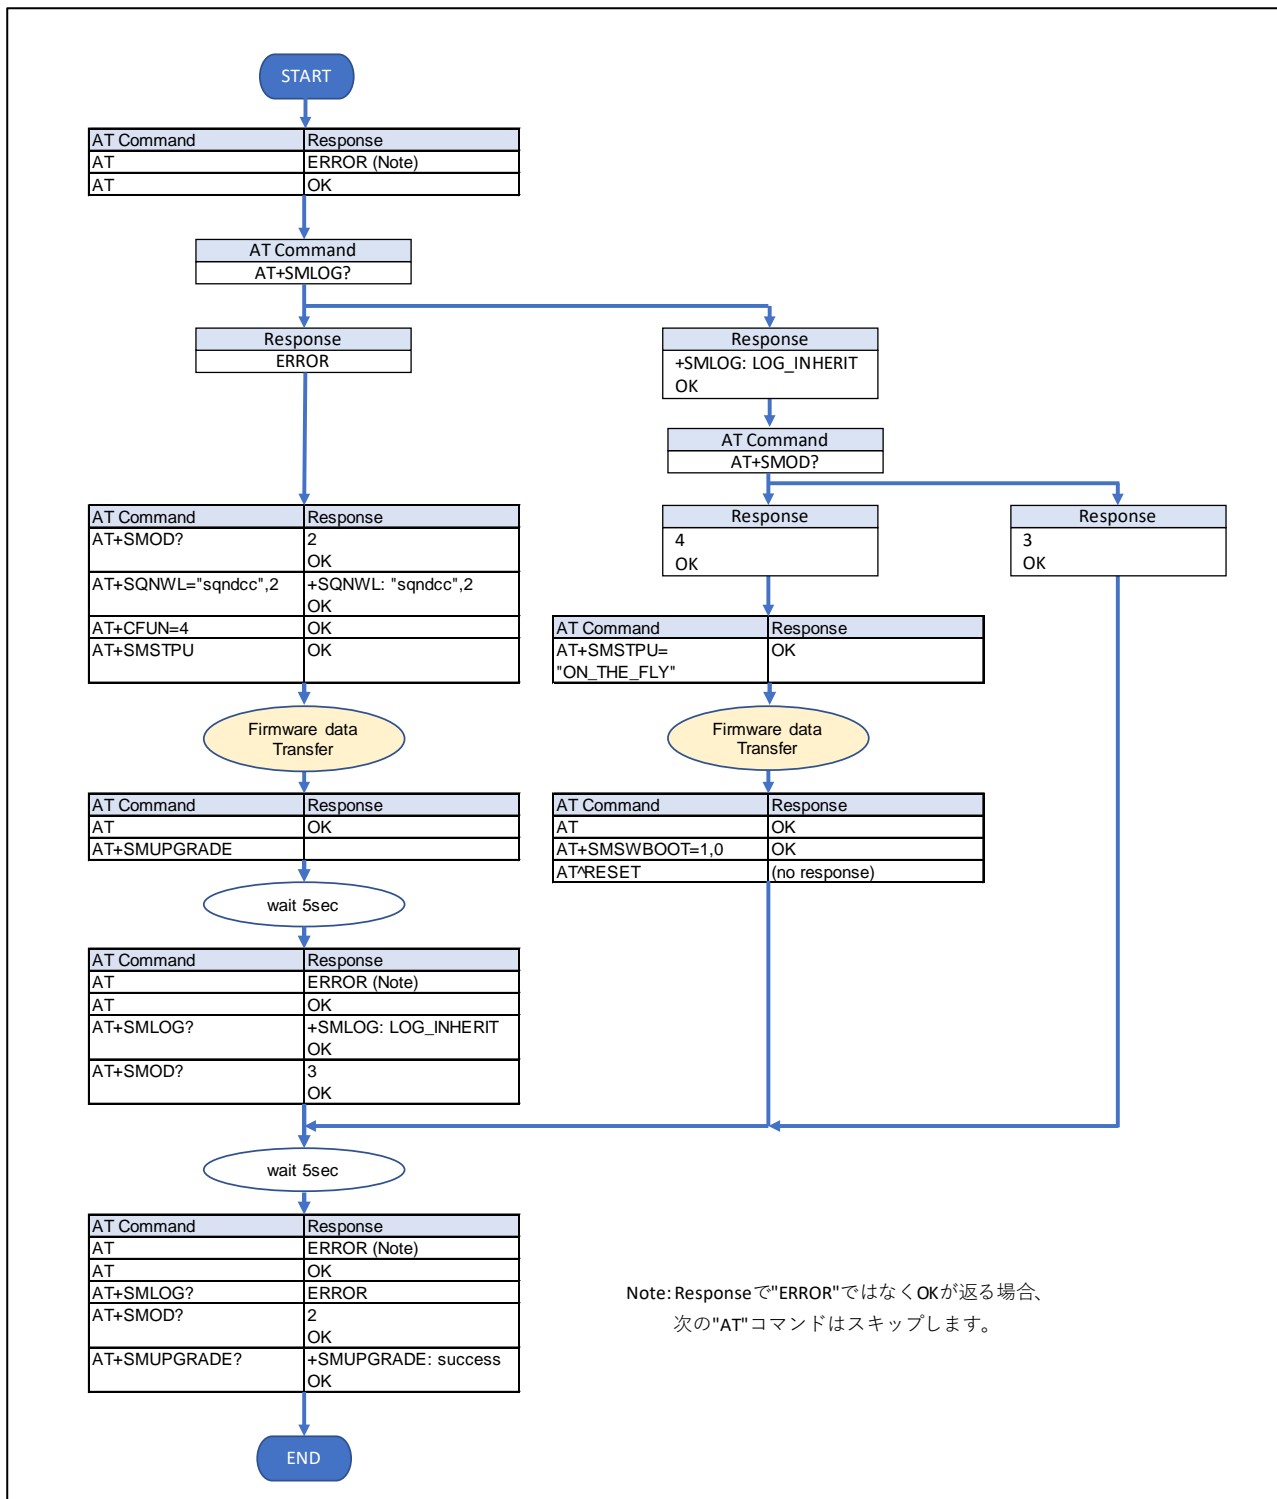 START
AT Command Response
AT ERROR (Note)
AT OK
AT Command
AT+SMLOG?
Response
ERROR
Response
+SMLOG: LOG_INHERIT
OK
AT Command
AT+SMOD?
Response
4
OK
Response
3
OK
AT Command Response
AT+SMOD? 2
OK
AT+SQNWL="sqndcc",2 +SQNWL: "sqndcc",2
OK
AT+CFUN=4 OK
AT+SMSTPU OK
AT Command Response
AT+SMSTPU= OK
"ON_THE_FLY"
Firmware data
Transfer
Firmware data
Transfer
AT Command Response
AT OK
AT+SMUPGRADE
AT Command Response
AT OK
AT+SMSWBOOT=1,0 OK
AT^RESET (no response)
wait 5sec
AT Command Response
AT ERROR (Note)
AT OK
AT+SMLOG? +SMLOG: LOG_INHERIT
OK
AT+SMOD? 3
OK
wait 5sec
AT Command Response
AT ERROR (Note)
AT OK
AT+SMLOG? ERROR
AT+SMOD? 2
OK
AT+SMUPGRADE? +SMUPGRADE: success
OK
Note: Responseで"ERROR"ではなくOKが返る場合、
次の"AT"コマンドはスキップします。
END